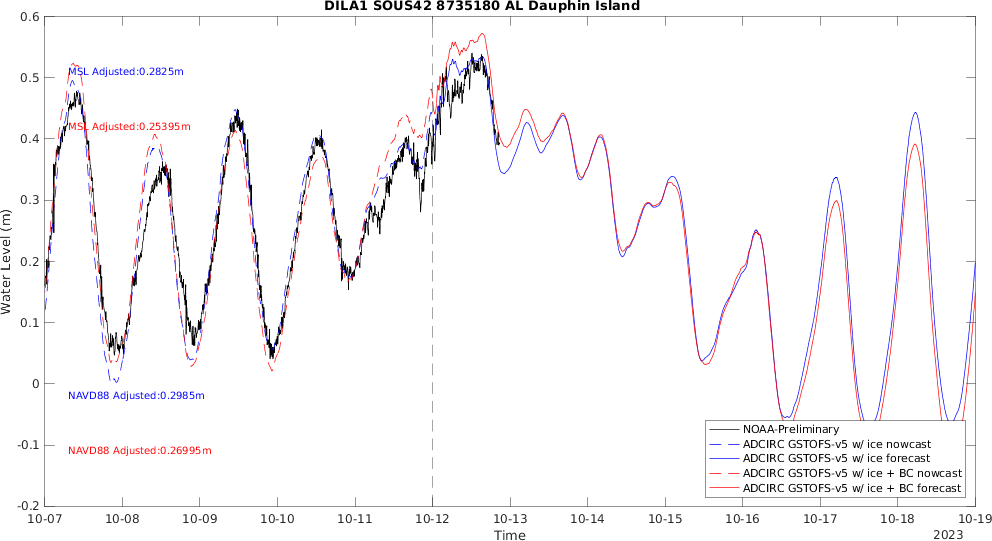 DILA1 SOUS42 8735180 AL Dauphin Island
0.6
0.5
0.4
0.3
0.2
0.1
0
-0.1
-0.2
Water Level (m)
MSL Adjusted:0.2825m
MSL Adjusted:0.25395m
NAVD88 Adjusted:0.2985m
NAVD88 Adjusted:0.26995m
NOAA-Preliminary
ADCIRC GSTOFS-v5 w/ ice nowcast
ADCIRC GSTOFS-v5 w/ ice forecast
ADCIRC GSTOFS-v5 w/ ice + BC nowcast
ADCIRC GSTOFS-v5 w/ ice + BC forecast
10-07 10-08 10-09 10-10 10-11 10-12 10-13 10-14 10-15 10-16 10-17 10-18 10-19
Time
2023